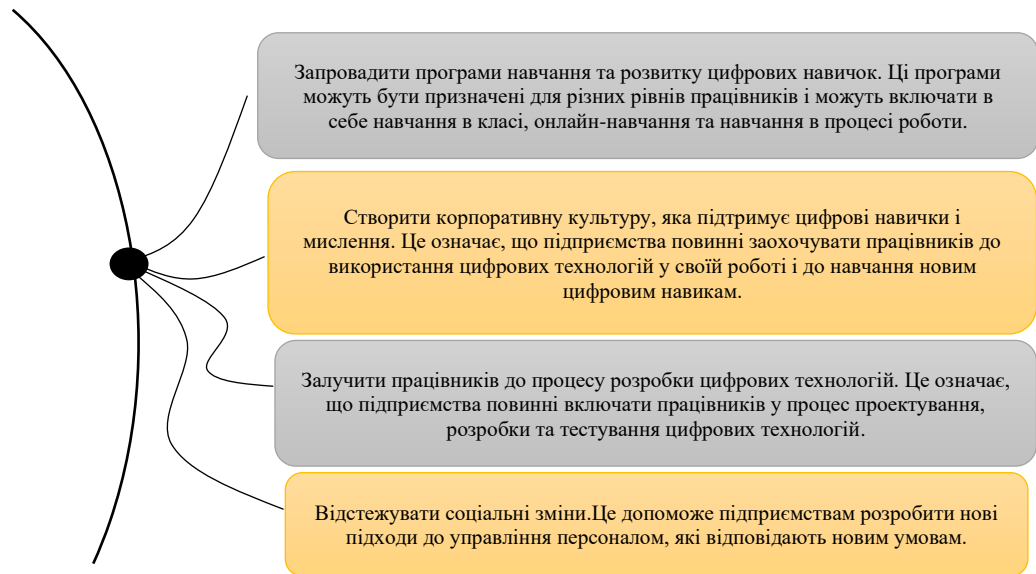 Запровадити програми навчання та розвитку цифрових навичок. Ці програми
можуть бути призначені для різних рівнів працівників і можуть включати в
себе навчання в класі, онлайн-навчання та навчання в процесі роботи.
Створити корпоративну культуру, яка підтримує цифрові навички і
мислення. Це означає, що підприємства повинні заохочувати працівників до
використання цифрових технологій у своїй роботі і до навчання новим
цифровим навикам.
Залучити працівників до процесу розробки цифрових технологій. Це означає,
що підприємства повинні включати працівників у процес проектування,
розробки та тестування цифрових технологій.
Відстежувати соціальні зміни.Це допоможе підприємствам розробити нові
підходи до управління персоналом, які відповідають новим умовам.